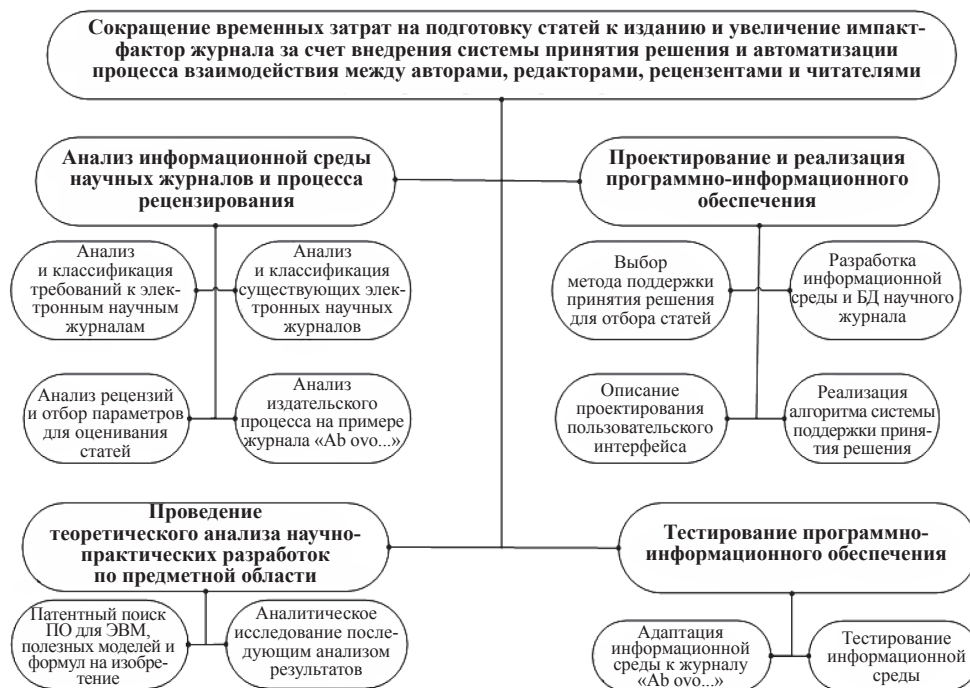 Сокращение временных затрат на подготовку статей к изданию и увеличение импакт-
фактор журнала за счет внедрения системы принятия решения и автоматизации
процесса взаимодействия между авторами, редакторами, рецензентами и читателями
Анализ информационной среды
научных журналов и процесса
рецензирования
Проектирование и реализация
программно-информационного
обеспечения
Анализ
и классификация
требований к элек-
тронным научным
журналам
Анализ
и классификация
существующих элек-
тронных научных
журналов
Выбор
метода поддержки
принятия решения
для отбора статей
Разработка
информационной
среды и БД научного
журнала
Анализ рецензий
и отбор параметров
для оценивания
статей
Анализ
издательского
процесса на примере
журнала «Ab ovo...»
Описание
проектирования
пользовательского
интерфейса
Реализация
алгоритма системы
поддержки приня-
тия решения
Проведение
теоретического анализа научно-
практических разработок
по предметной области
Тестирование программно-
информационного обеспечения
Патентный поиск
ПО для ЭВМ,
полезных моделей и
формул на изобре-
тение
Аналитическое
исследование после-
дующим анализом
результатов
Адаптация
информационной
среды к журналу
«Ab ovo...»
Тестирование
информационной
среды